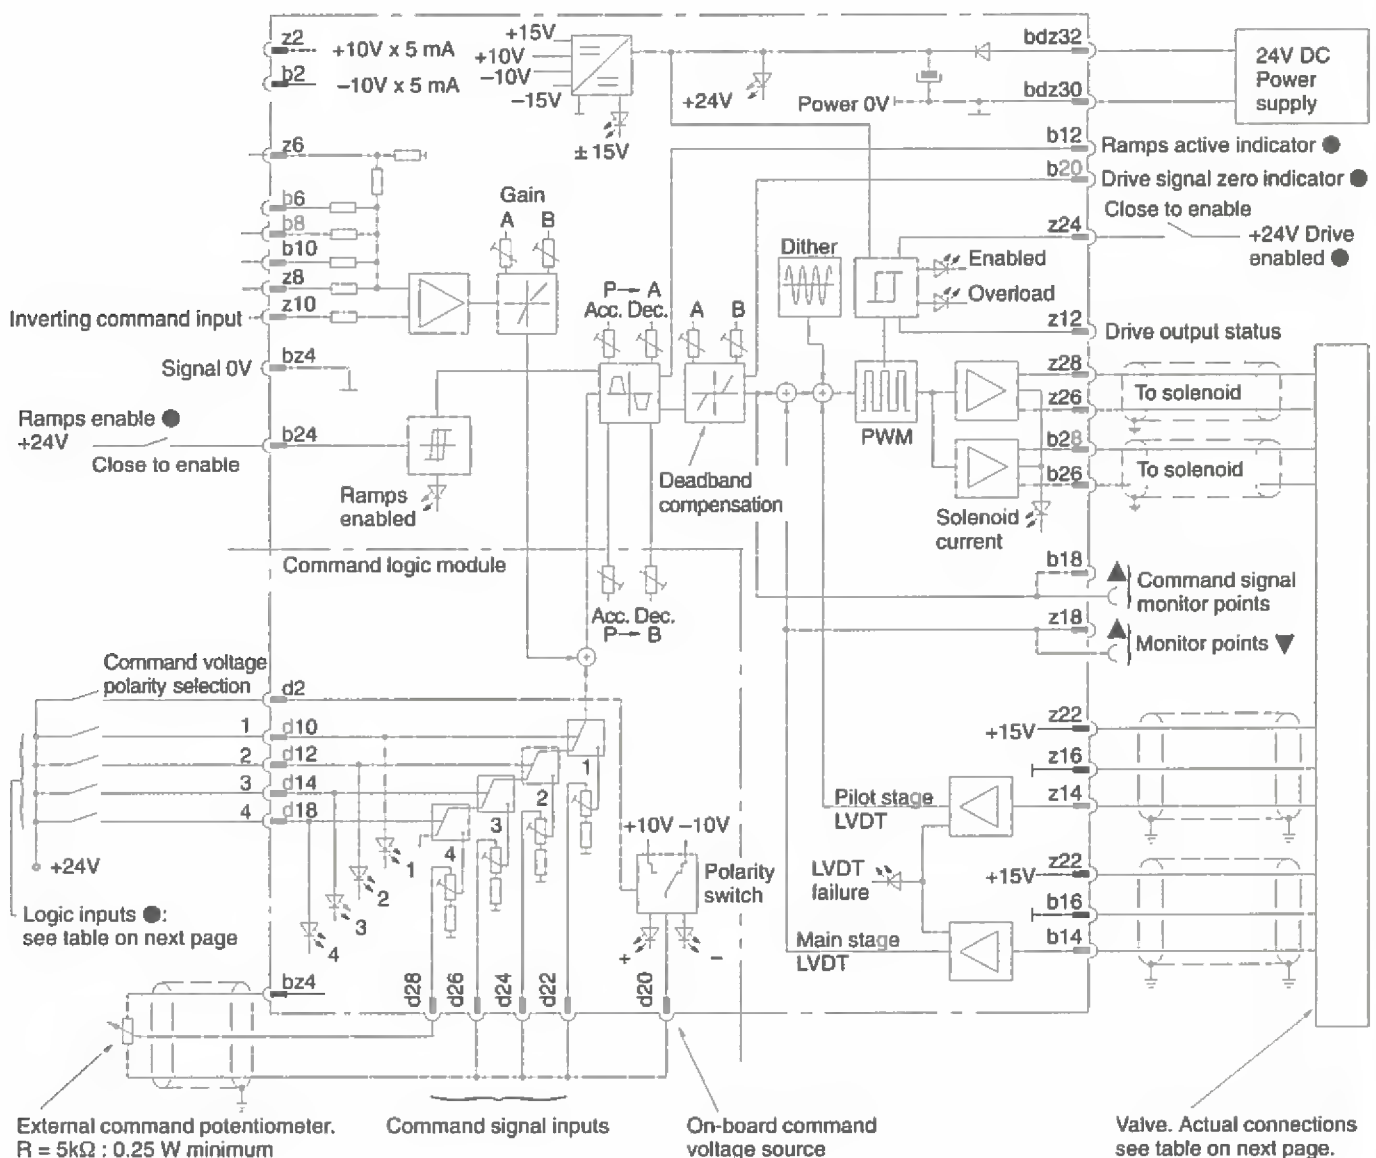 z2
+10V x 5 mA
b2
−10V x 5 mA
+15V
+10V
−10V
−15V
± 15V
+24V
Power 0V
bdz32
bdz30
24V DC
Power
supply
z6
b6
b8
b10
z8
z10
Inverting command input
Gain
A B
b12
Ramps active indicator ●
b20
Drive signal zero indicator ●
Close to enable
z24
+24V Drive
enabled ●
Dither
Enabled
Overload
z12
Drive output status
P→ A
Acc. Dec.
A B
Signal 0V
bz4
Ramps enable ●
+24V
b24
Close to enable
Ramps
enabled
Deadband
compensation
PWM
z28
To solenoid
z26
b28
To solenoid
b26
Solenoid
current
Command logic module
Acc. Dec.
P→ B
b18
▲
Command signal
monitor points
z18
▲
Monitor points ▼
Command voltage
polarity selection
d2
1 d10
2 d12
3 d14
4 d18
+24V
Logic inputs ●:
see table on next page
1
2
3
4
1
2
3
4
+10V −10V
Polarity
switch
+ −
z22
+15V
z16
z14
Pilot stage
LVDT
LVDT
failure
z22
+15V
b16
b14
Main stage
LVDT
bz4
d28
d26
d24
d22
d20
External command potentiometer.
R = 5kΩ : 0.25 W minimum
Command signal inputs
On-board command
voltage source
Valve. Actual connections
see table on next page.